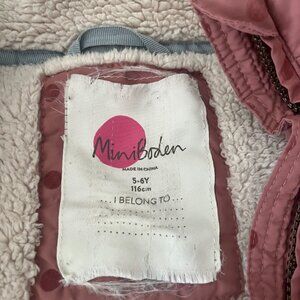 MiniBoden
MADE IN CHINA
5-6Y
116cm
I BELONG TO